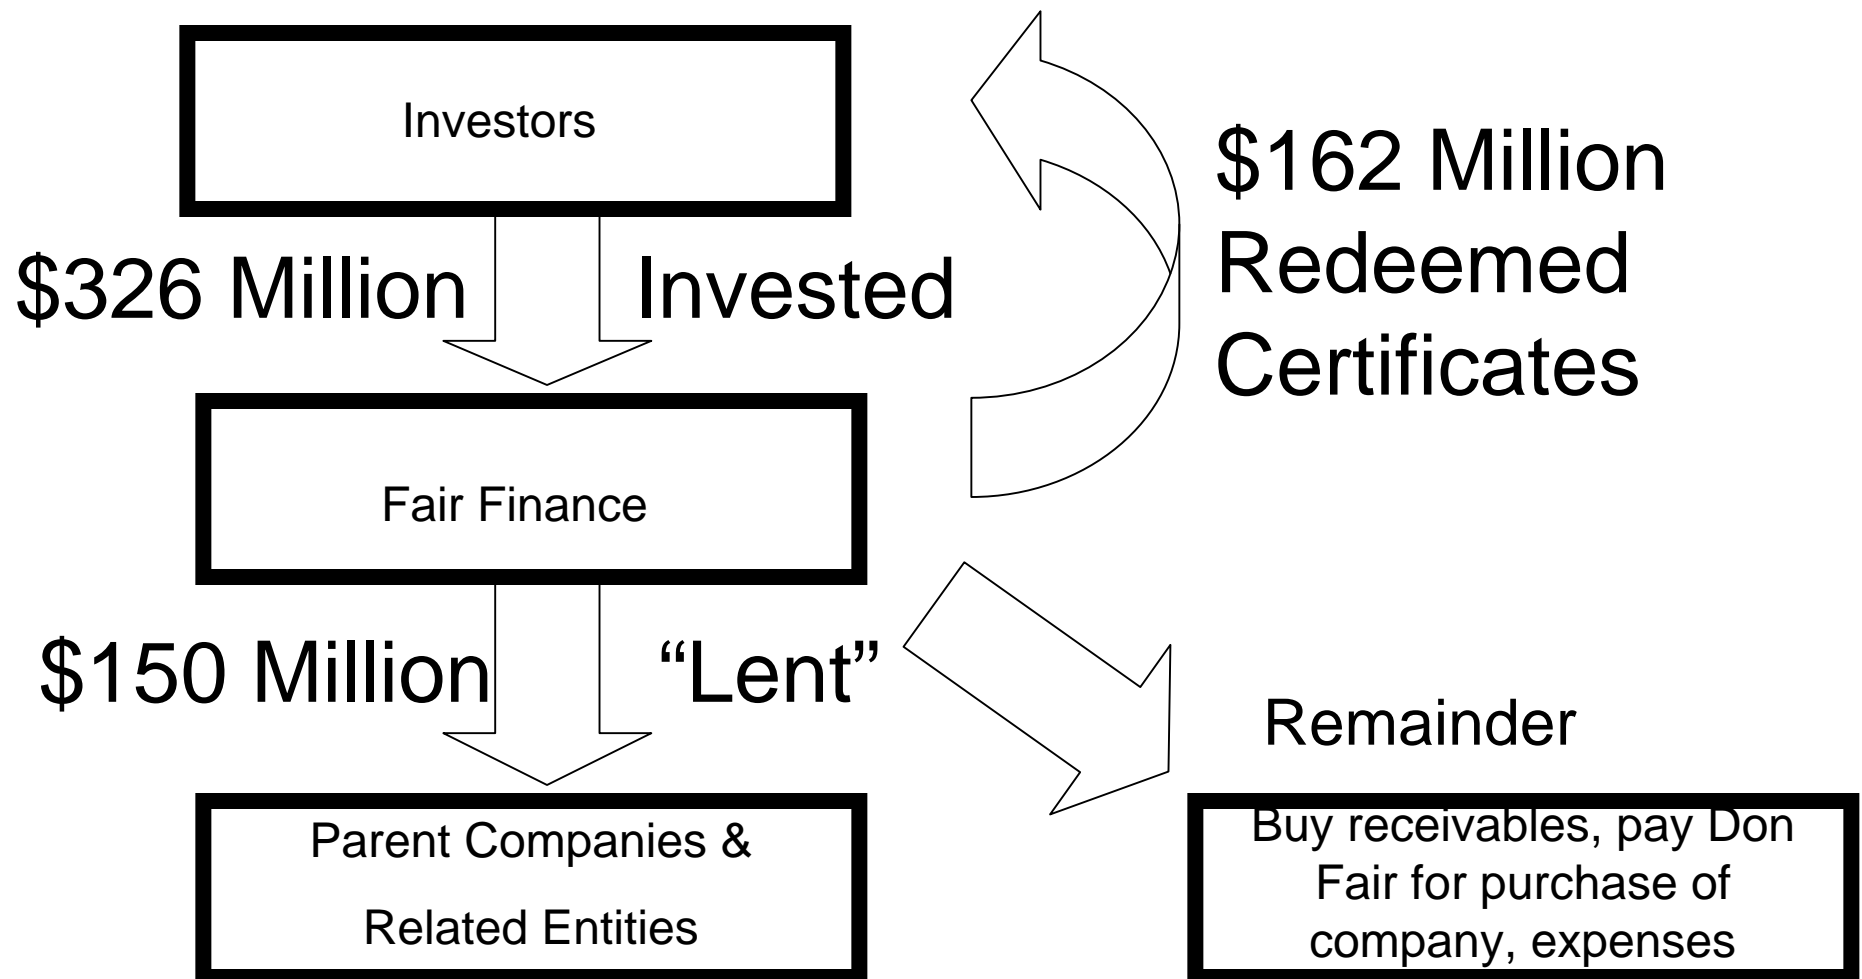 Investors
$326 Million Invested
$162 Million
Redeemed
Certificates
Fair Finance
$150 Million “Lent”
Remainder
Parent Companies &
Related Entities
Buy receivables, pay Don
Fair for purchase of
company, expenses